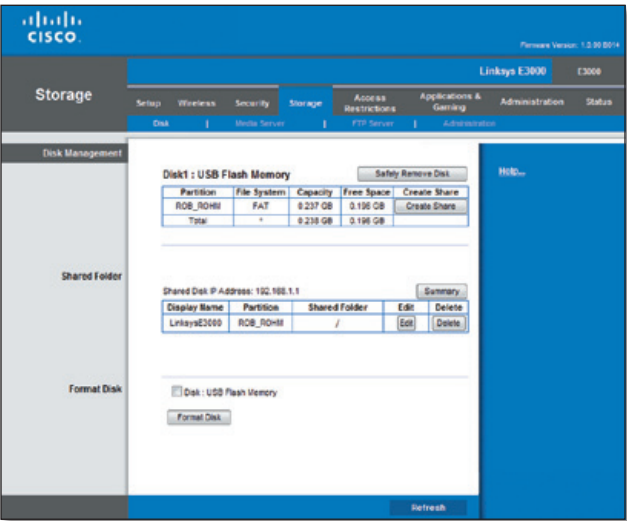 CISCO
Firmware Version: 1.0.00 B014
Linksys E3000 E3000
Storage
Setup Wireless Security Storage Access Restrictions Applications & Gaming Administration Status
Disk | Media Server | FTP Server | Administration
Disk Management
Disk1 : USB Flash Memory Safely Remove Disk
Help...
Partition File System Capacity Free Space Create Share
ROB_ROHM FAT 0.237 GB 0.196 GB Create Share
Total * 0.238 GB 0.196 GB
Shared Folder
Shared Disk IP Address: 192.168.1.1 Summary
Display Name Partition Shared Folder Edit Delete
LinksysE3000 ROB_ROHM / Edit Delete
Format Disk
Disk : USB Flash Memory
Format Disk
Refresh